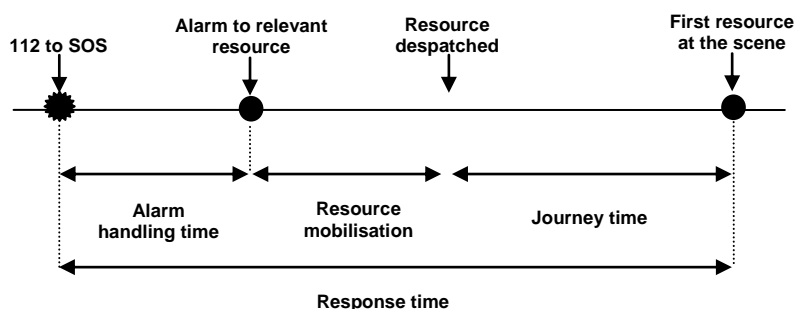 112 to SOS
Alarm to relevant
resource
Resource
despatched
First resource
at the scene
Alarm
handling time
Resource
mobilisation
Journey time
Response time